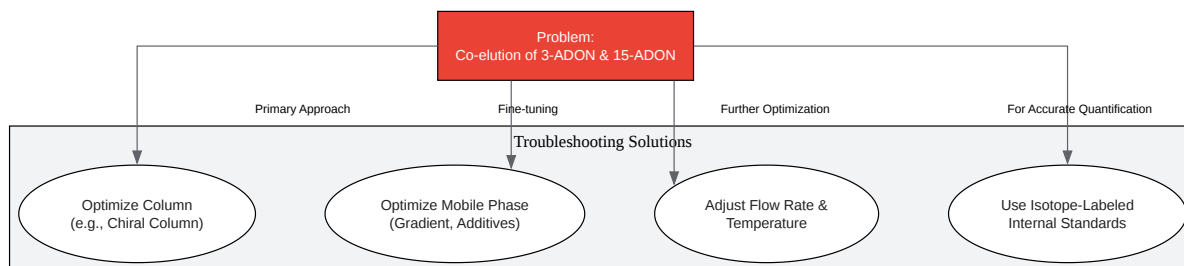 Problem:
Co-elution of 3-ADON & 15-ADON
Primary Approach
Fine-tuning
Further Optimization
For Accurate Quantification
Troubleshooting Solutions
Optimize Column
(e.g., Chiral Column)
Optimize Mobile Phase
(Gradient, Additives)
Adjust Flow Rate &
Temperature
Use Isotope-Labeled
Internal Standards